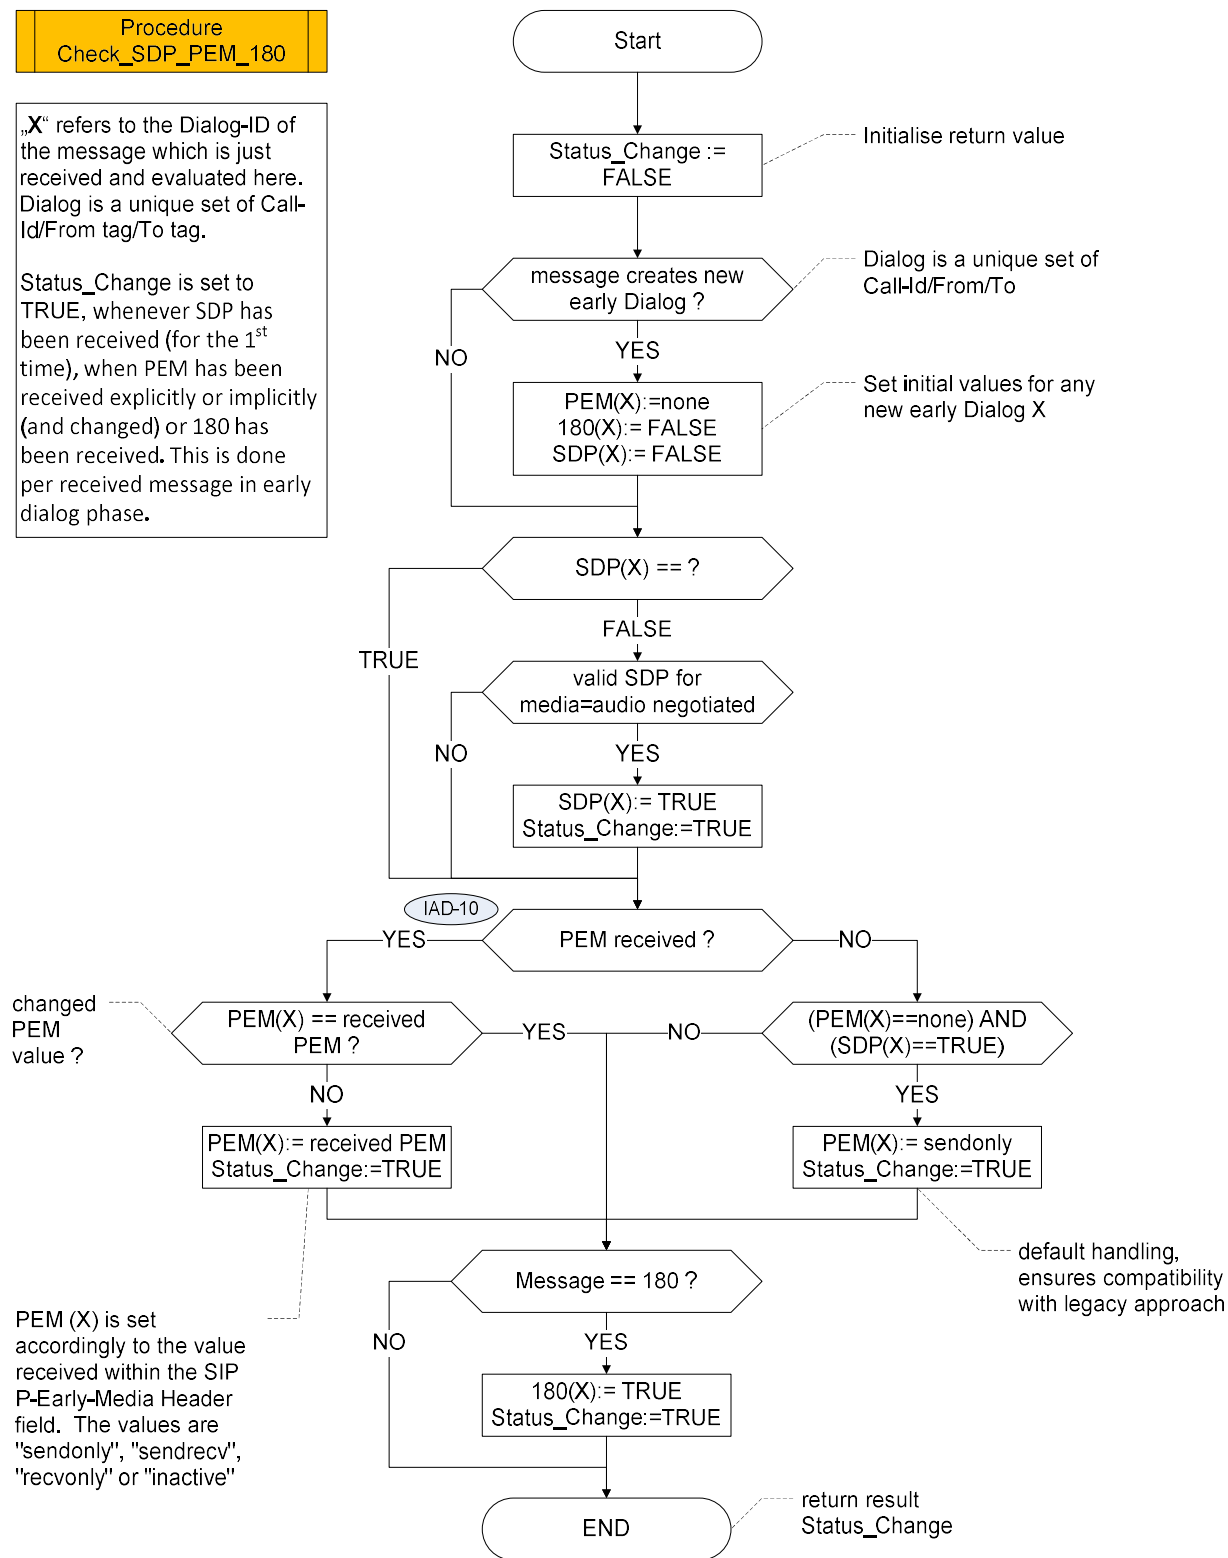 Procedure
Check_SDP_PEM_180
„X“ refers to the Dialog-ID of
the message which is just
received and evaluated here.
Dialog is a unique set of Call-
Id/From tag/To tag.
Status_Change is set to
TRUE, whenever SDP has
been received (for the 1st
time), when PEM has been
received explicitly or implicitly
(and changed) or 180 has
been received. This is done
per received message in early
dialog phase.
Start
Status_Change :=
FALSE
Initialise return value
message creates new
early Dialog ?
Dialog is a unique set of
Call-Id/From/To
NO
YES
PEM(X):=none
180(X):= FALSE
SDP(X):= FALSE
Set initial values for any
new early Dialog X
SDP(X) == ?
FALSE
TRUE
valid SDP for
media=audio negotiated
NO
YES
SDP(X):= TRUE
Status_Change:=TRUE
IAD-10
YES
PEM received ?
NO
changed
PEM
value ?
PEM(X) == received
PEM ?
YES
NO
(PEM(X)==none) AND
(SDP(X)==TRUE)
NO
YES
PEM(X):= received PEM
Status_Change:=TRUE
PEM(X):= sendonly
Status_Change:=TRUE
default handling,
ensures compatibility
with legacy approach
Message == 180 ?
PEM (X) is set
accordingly to the value
received within the SIP
P-Early-Media Header
field.  The values are
"sendonly", "sendrecv",
"recvonly" or "inactive"
NO
YES
180(X):= TRUE
Status_Change:=TRUE
END
return result
Status_Change